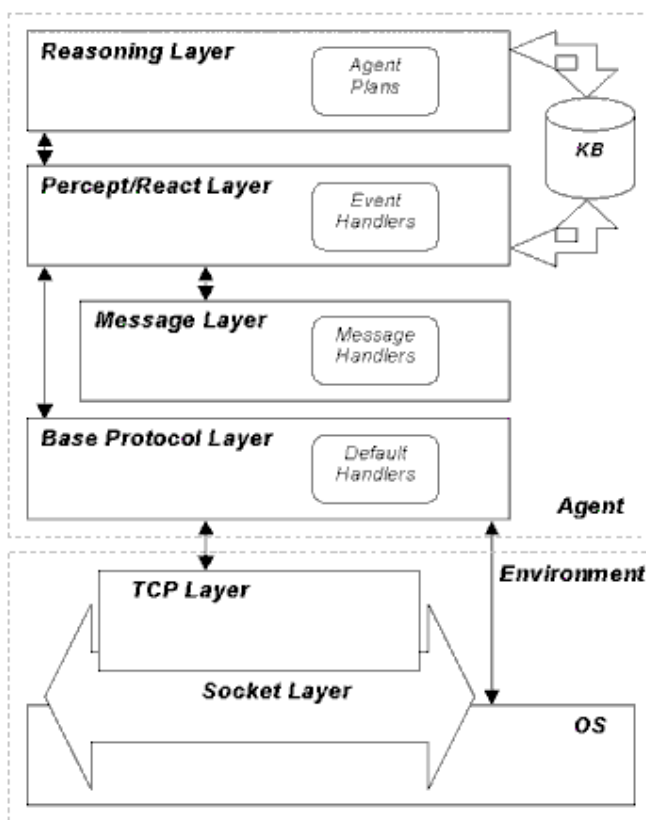 Reasoning Layer
Agent
Plans
KB
Percept/React Layer
Event
Handlers
Message Layer
Message
Handlers
Base Protocol Layer
Default
Handlers
Agent
Environment
TCP Layer
Socket Layer
OS